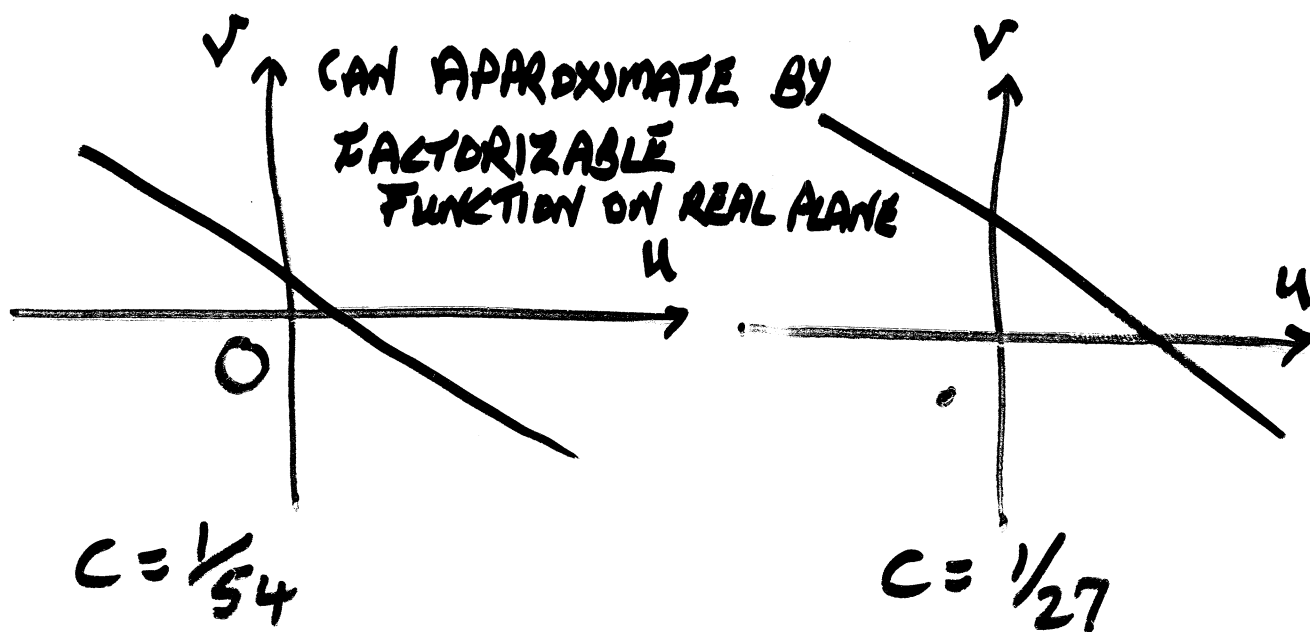 v
CAN APPROXIMATE BY
FACTORIZABLE
FUNCTION ON REAL PLANE
u
O
C = 1/54
v
u
C = 1/27